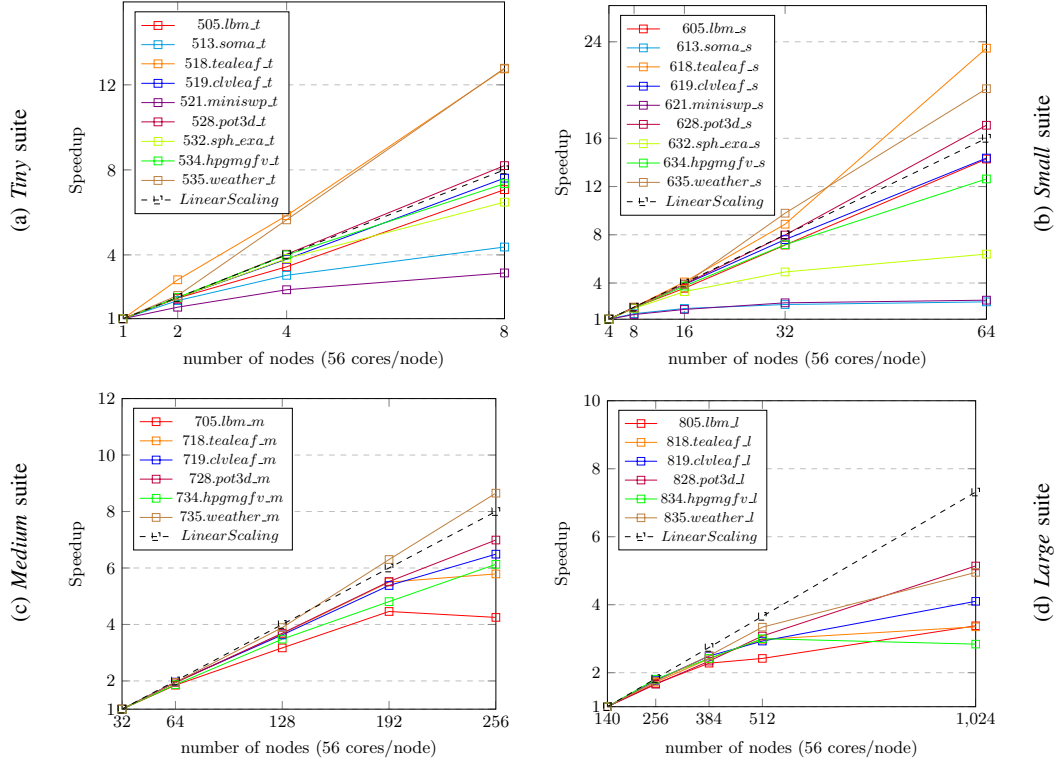 (a) Tiny suite
Speedup
12
8
4
1
505.lbm_t
513.soma_t
518.tealeaf_t
519.clvleaf_t
521.miniswp_t
528.pot3d_t
532.sph_exa_t
534.hpgmgfv_t
535.weather_t
LinearScaling
1 2 4 8
number of nodes (56 cores/node)
(b) Small suite
Speedup
24
16
12
8
4
1
605.lbm_s
613.soma_s
618.tealeaf_s
619.clvleaf_s
621.miniswp_s
628.pot3d_s
632.sph_exa_s
634.hpgmgfv_s
635.weather_s
LinearScaling
4 8 16 32 64
number of nodes (56 cores/node)
(c) Medium suite
Speedup
12
10
8
6
4
2
1
705.lbm_m
718.tealeaf_m
719.clvleaf_m
728.pot3d_m
734.hpgmgfv_m
735.weather_m
LinearScaling
32 64 128 192 256
number of nodes (56 cores/node)
(d) Large suite
Speedup
10
8
6
4
2
1
805.lbm_l
818.tealeaf_l
819.clvleaf_l
828.pot3d_l
834.hpgmgfv_l
835.weather_l
LinearScaling
140 256 384 512 1,024
number of nodes (56 cores/node)